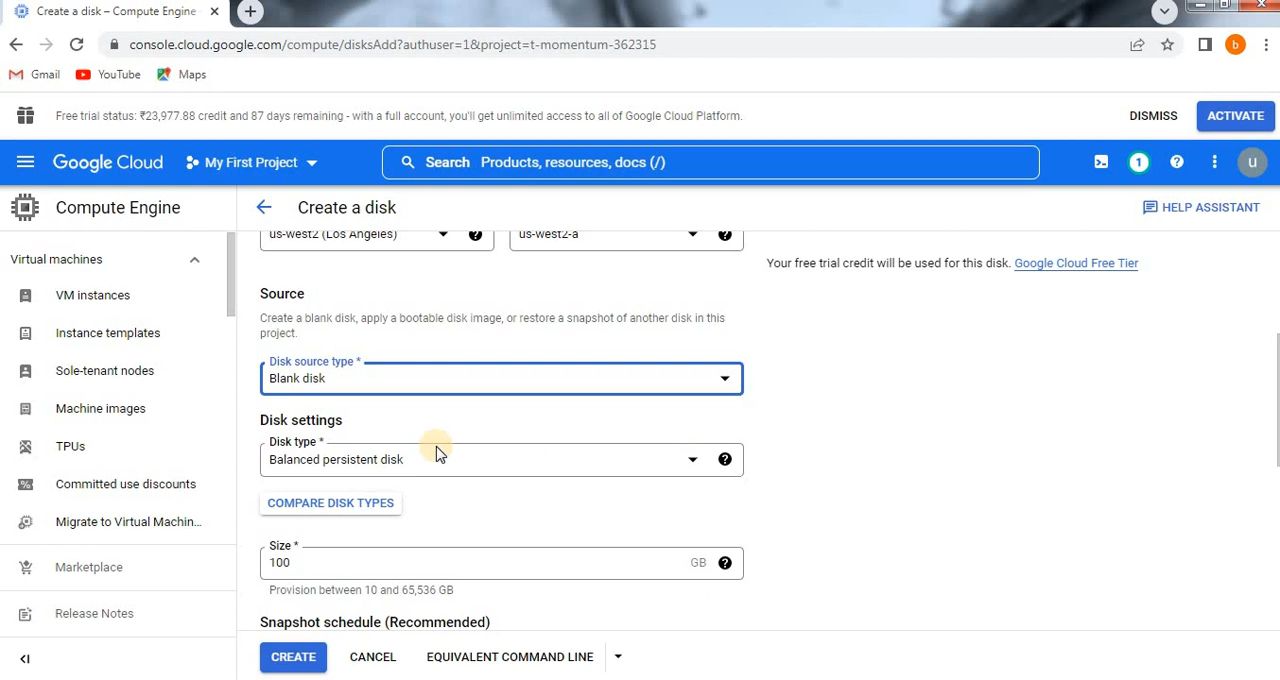 Create a disk – Compute Engine
console.cloud.google.com/compute/disksAdd?authuser=1&project=t-momentum-362315
b
Gmail YouTube Maps
Free trial status: ₹23,977.88 credit and 87 days remaining - with a full account, you'll get unlimited access to all of Google Cloud Platform.
DISMISS ACTIVATE
Google Cloud My First Project Search Products, resources, docs (/) 1 u
Compute Engine
Create a disk
HELP ASSISTANT
Virtual machines
VM instances
Instance templates
Sole-tenant nodes
Machine images
TPUs
Committed use discounts
Migrate to Virtual Machin...
Marketplace
Release Notes
us-west2 (Los Angeles) us-west2-a
Source
Create a blank disk, apply a bootable disk image, or restore a snapshot of another disk in this
project.
Disk source type *
Blank disk
Disk settings
Disk type *
Balanced persistent disk
COMPARE DISK TYPES
Size *
100 GB
Provision between 10 and 65,536 GB
Snapshot schedule (Recommended)
CREATE CANCEL EQUIVALENT COMMAND LINE
Your free trial credit will be used for this disk. Google Cloud Free Tier